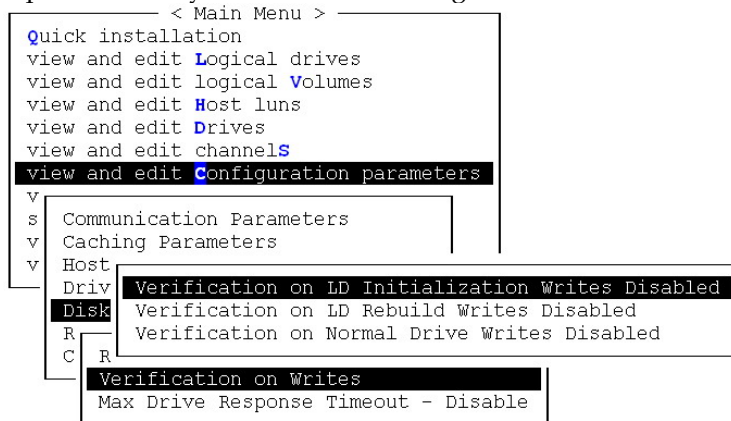 < Main Menu >
Quick installation
view and edit Logical drives
view and edit logical Volumes
view and edit Host luns
view and edit Drives
view and edit channelS
view and edit Configuration parameters
v
s Communication Parameters
v Caching Parameters
v Host
Driv Verification on LD Initialization Writes Disabled
Disk Verification on LD Rebuild Writes Disabled
R Verification on Normal Drive Writes Disabled
C R
Verification on Writes
Max Drive Response Timeout - Disable